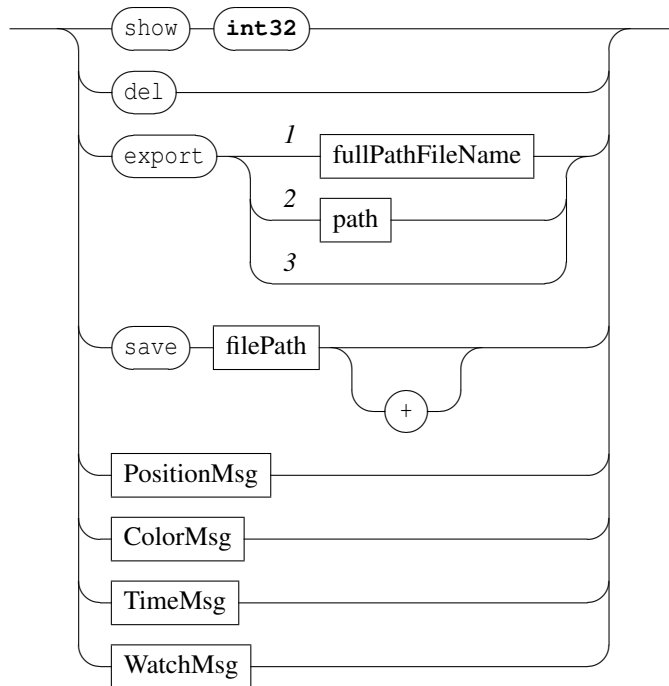 show int32
del
export 1 fullPathFileName
2 path
3
save filePath
+
PositionMsg
ColorMsg
TimeMsg
WatchMsg